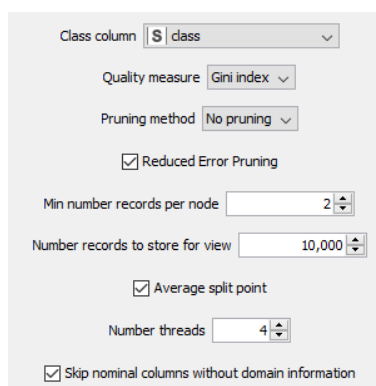 Class column S class
Quality measure Gini index
Pruning method No pruning
Reduced Error Pruning
Min number records per node 2
Number records to store for view 10,000
Average split point
Number threads 4
Skip nominal columns without domain information